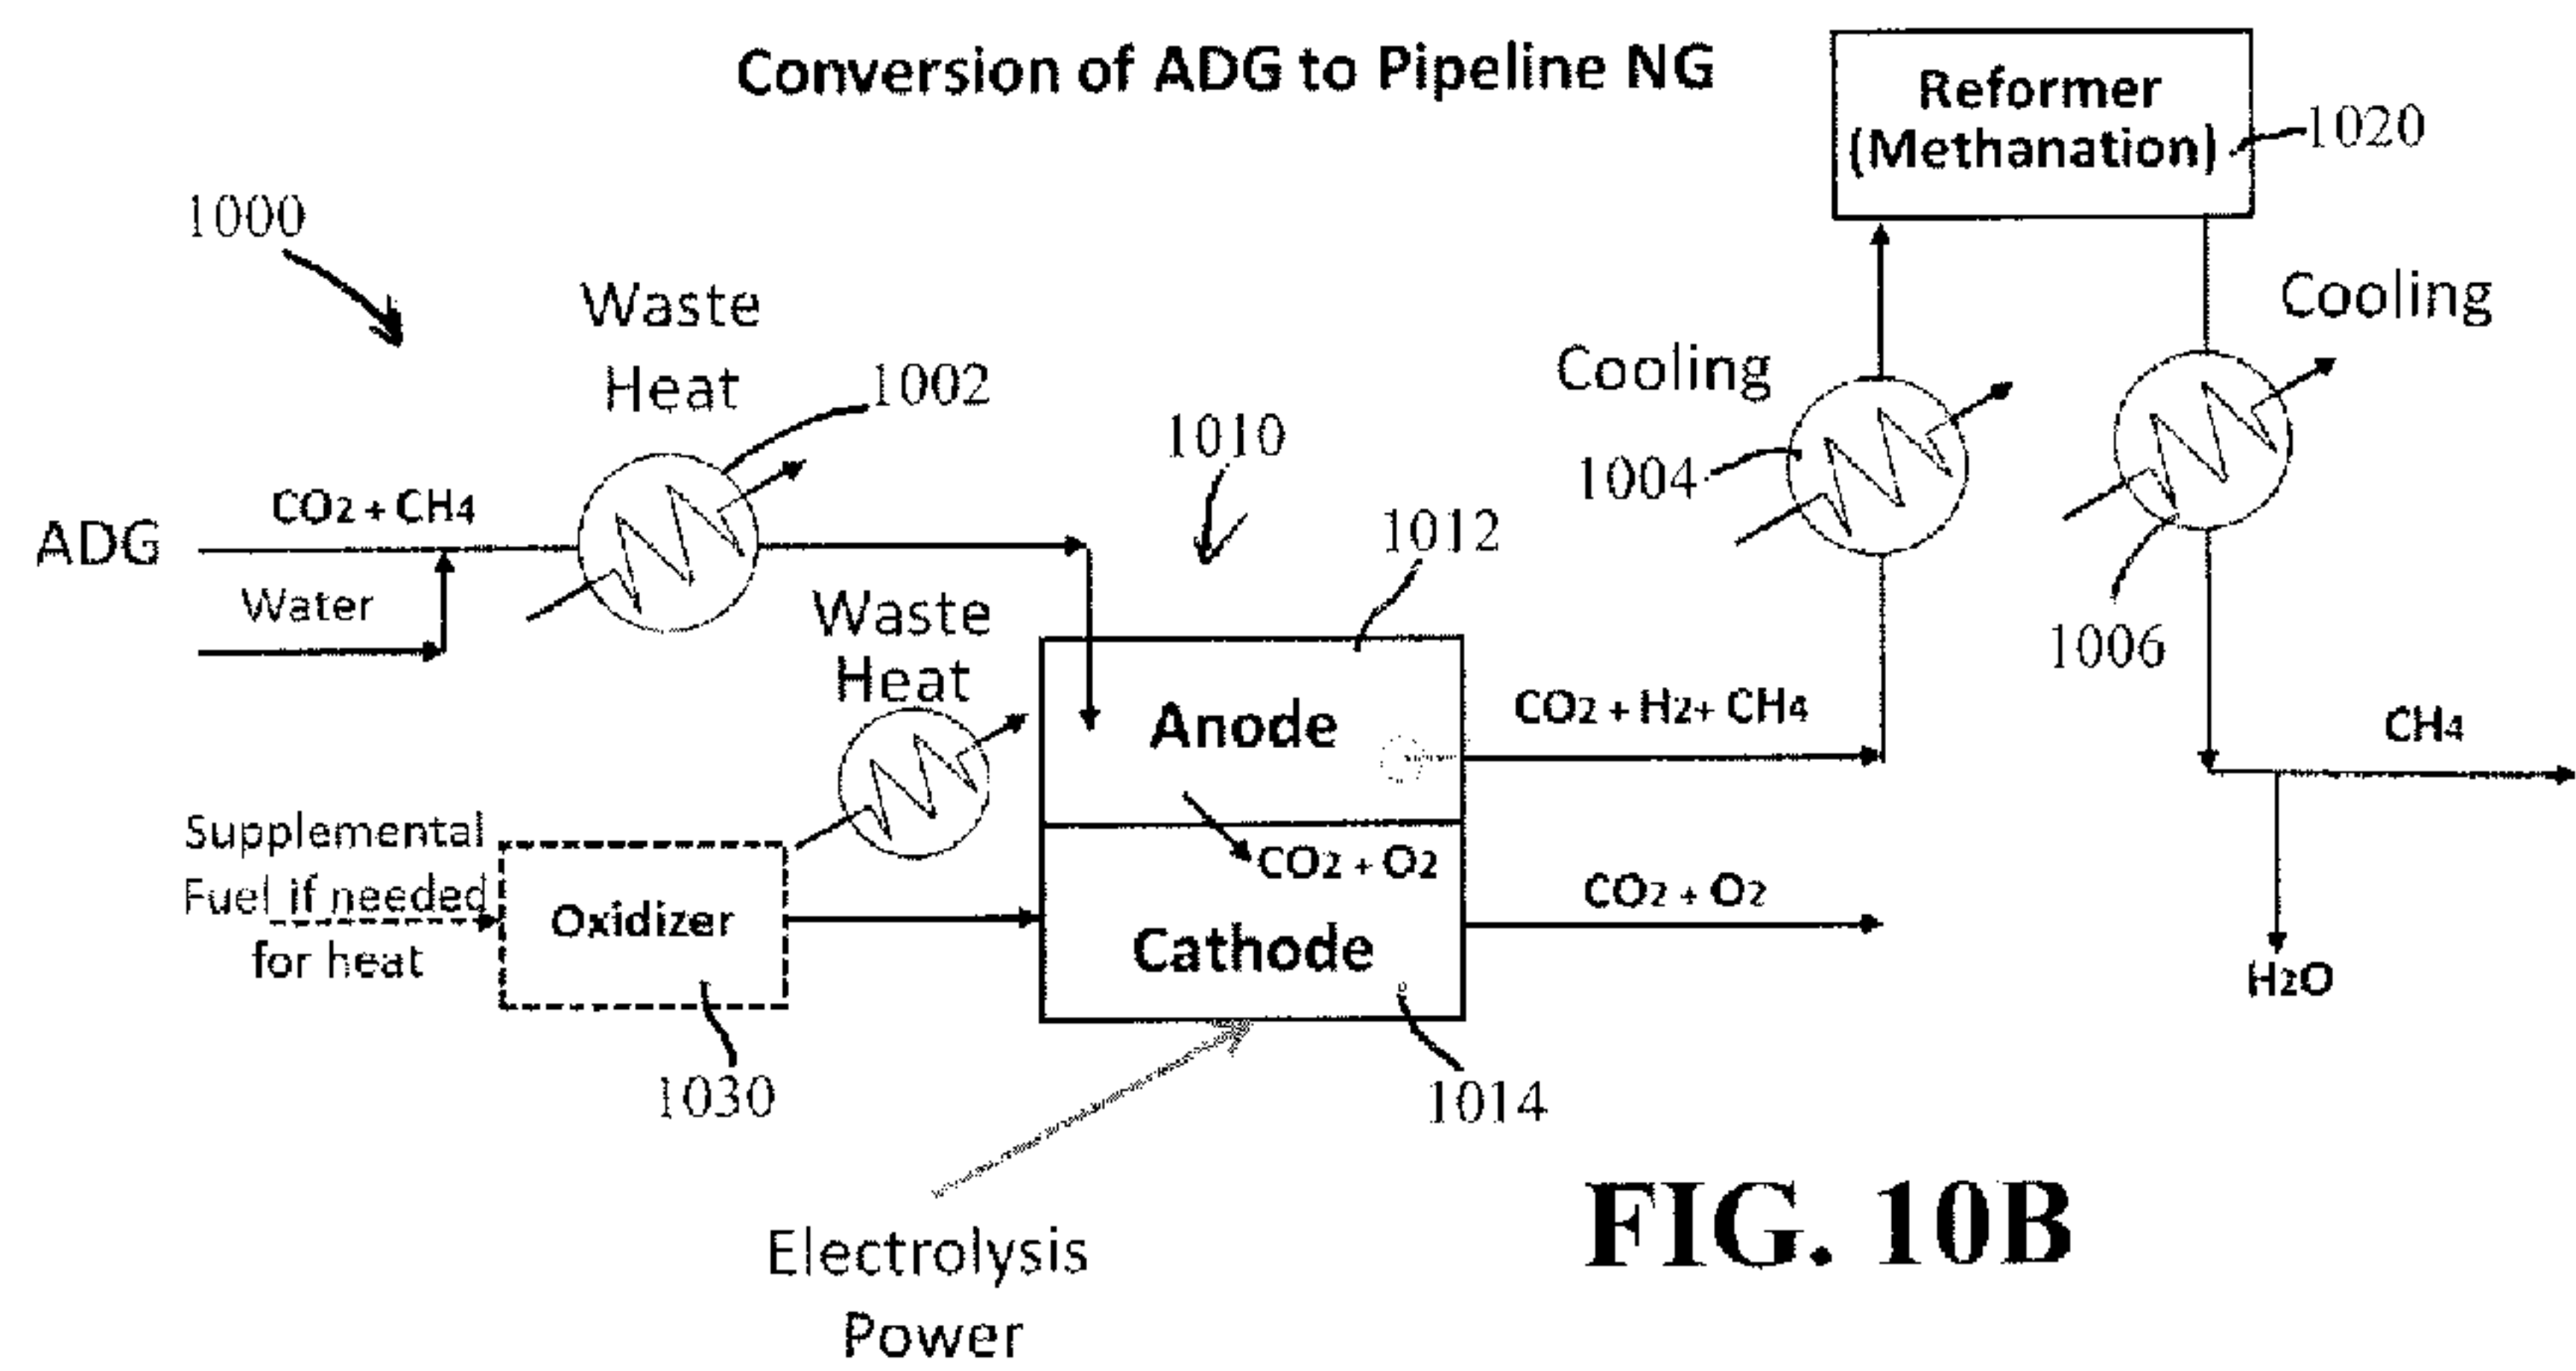 Conversion of ADG to Pipeline NG
Reformer
(Methanation)
1020
1000
Waste
Heat
1002
Cooling
Cooling
1004
1006
1010
1012
ADG
CO2 + CH4
Water
Waste
Heat
Anode
CO2 + H2+ CH4
CH4
Supplemental
Fuel if needed
for heat
Oxidizer
CO2 + O2
Cathode
CO2 + O2
H2O
1030
1014
Electrolysis
Power
FIG. 10B